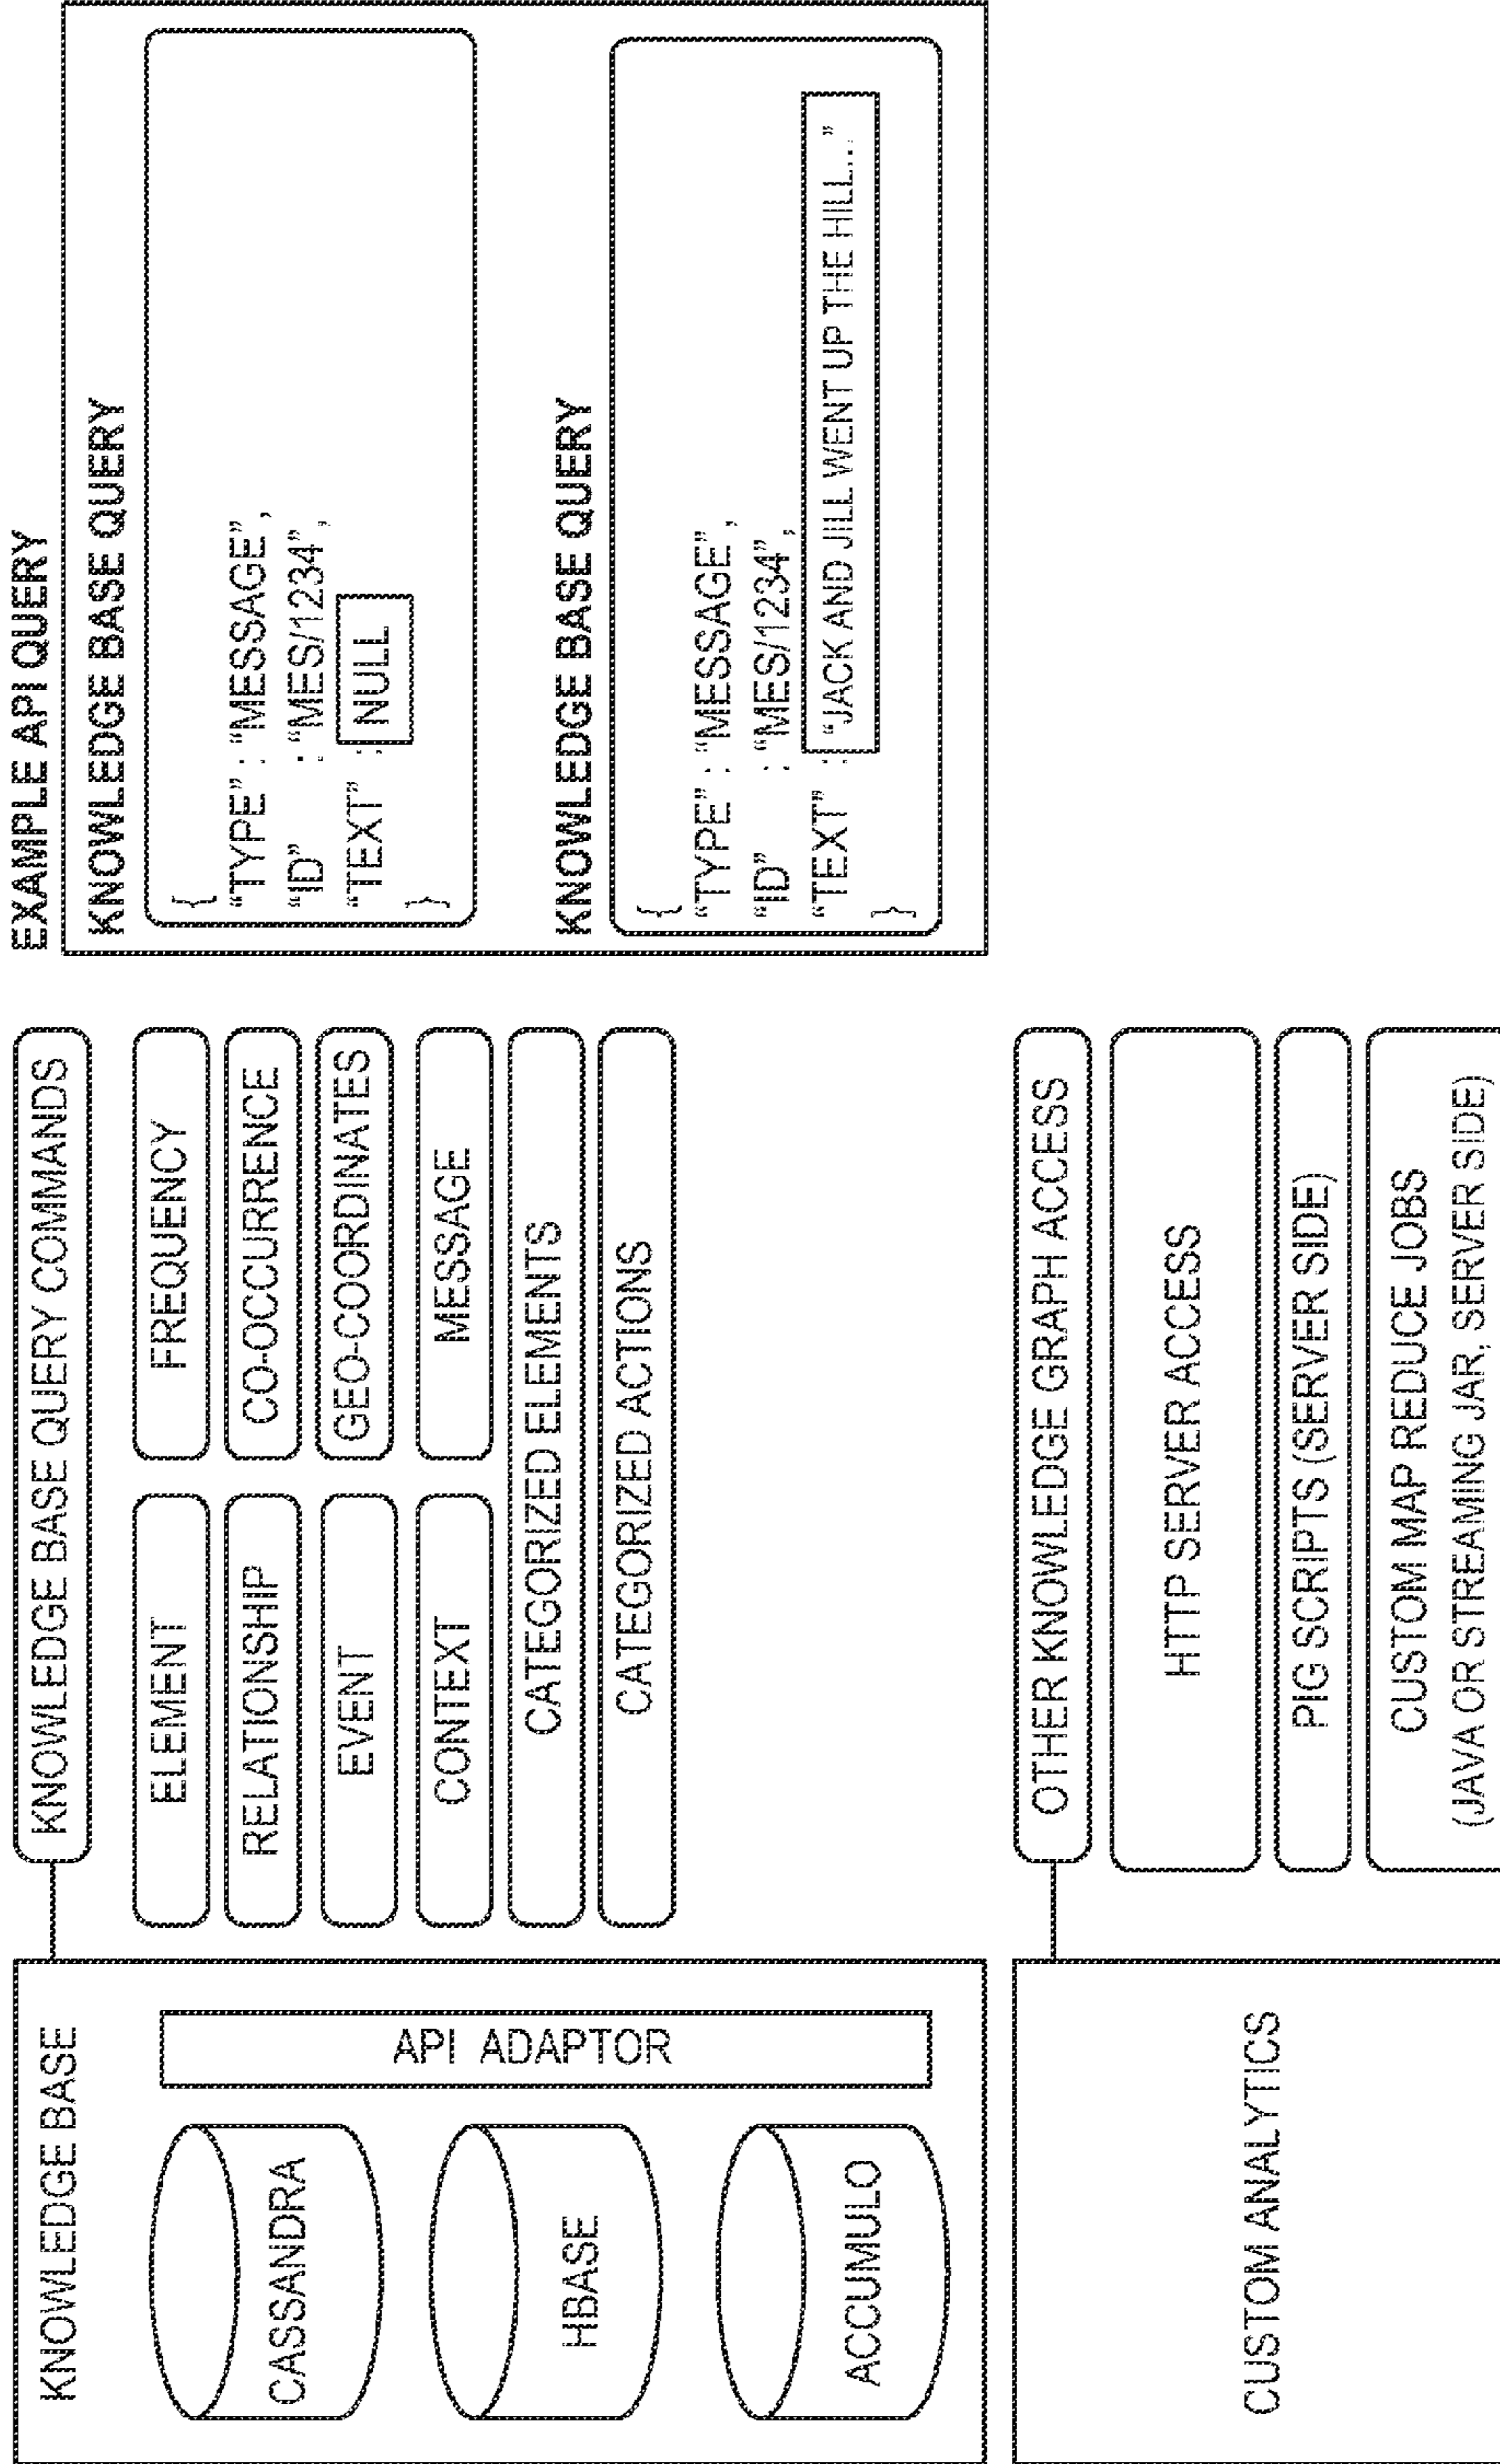 KNOWLEDGE BASE
CASSANDRA
HBASE
ACCUMULO
API ADAPTOR
KNOWLEDGE BASE QUERY COMMANDS
ELEMENT
FREQUENCY
RELATIONSHIP
CO-OCCURRENCE
EVENT
GEO-COORDINATES
CONTEXT
MESSAGE
CATEGORIZED ELEMENTS
CATEGORIZED ACTIONS
EXAMPLE API QUERY
KNOWLEDGE BASE QUERY
{
“TYPE” : “MESSAGE”,
“ID” : “MES/1234”,
“TEXT” : NULL
}
KNOWLEDGE BASE QUERY
{
“TYPE” : “MESSAGE”,
“ID” : “MES/1234”,
“TEXT” : “JACK AND JILL WENT UP THE HILL...”
}
CUSTOM ANALYTICS
OTHER KNOWLEDGE GRAPH ACCESS
HTTP SERVER ACCESS
PIG SCRIPTS (SERVER SIDE)
CUSTOM MAP REDUCE JOBS
(JAVA OR STREAMING JAR, SERVER SIDE)